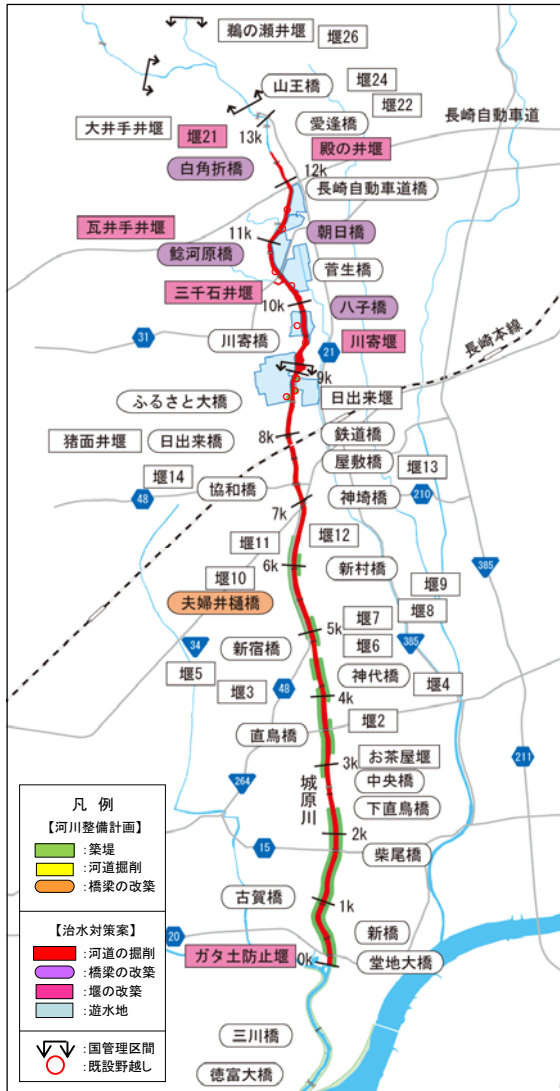 鵜の瀬井堰
堰26
山王橋
堰24
堰22
大井手井堰
堰21
13k
愛逢橋
長崎自動車道
殿の井堰
白角折橋
12k
長崎自動車道橋
瓦井手井堰
11k
朝日橋
鯰河原橋
菅生橋
三千石井堰
10k
八子橋
31
川寄橋
21
川寄堰
長崎本線
9k
ふるさと大橋
日出来堰
猪面井堰
日出来橋
8k
鉄道橋
屋敷橋
堰14
堰13
48
協和橋
7k
神埼橋
210
堰11
堰12
385
堰10
6k
新村橋
堰9
夫婦井樋橋
堰8
堰7
5k
34
新宿橋
堰6
385
堰5
神代橋
堰3
48
4k
堰4
堰2
直鳥橋
お茶屋堰
211
3k
中央橋
264
城原川
下直鳥橋
2k
15
柴尾橋
古賀橋
1k
20
新橋
ガタ土防止堰
0k
堂地大橋
三川橋
徳富大橋
凡 例
【河川整備計画】
:築堤
:河道掘削
:橋梁の改築
【治水対策案】
:河道の掘削
:橋梁の改築
:堰の改築
:遊水地
:国管理区間
:既設野越し